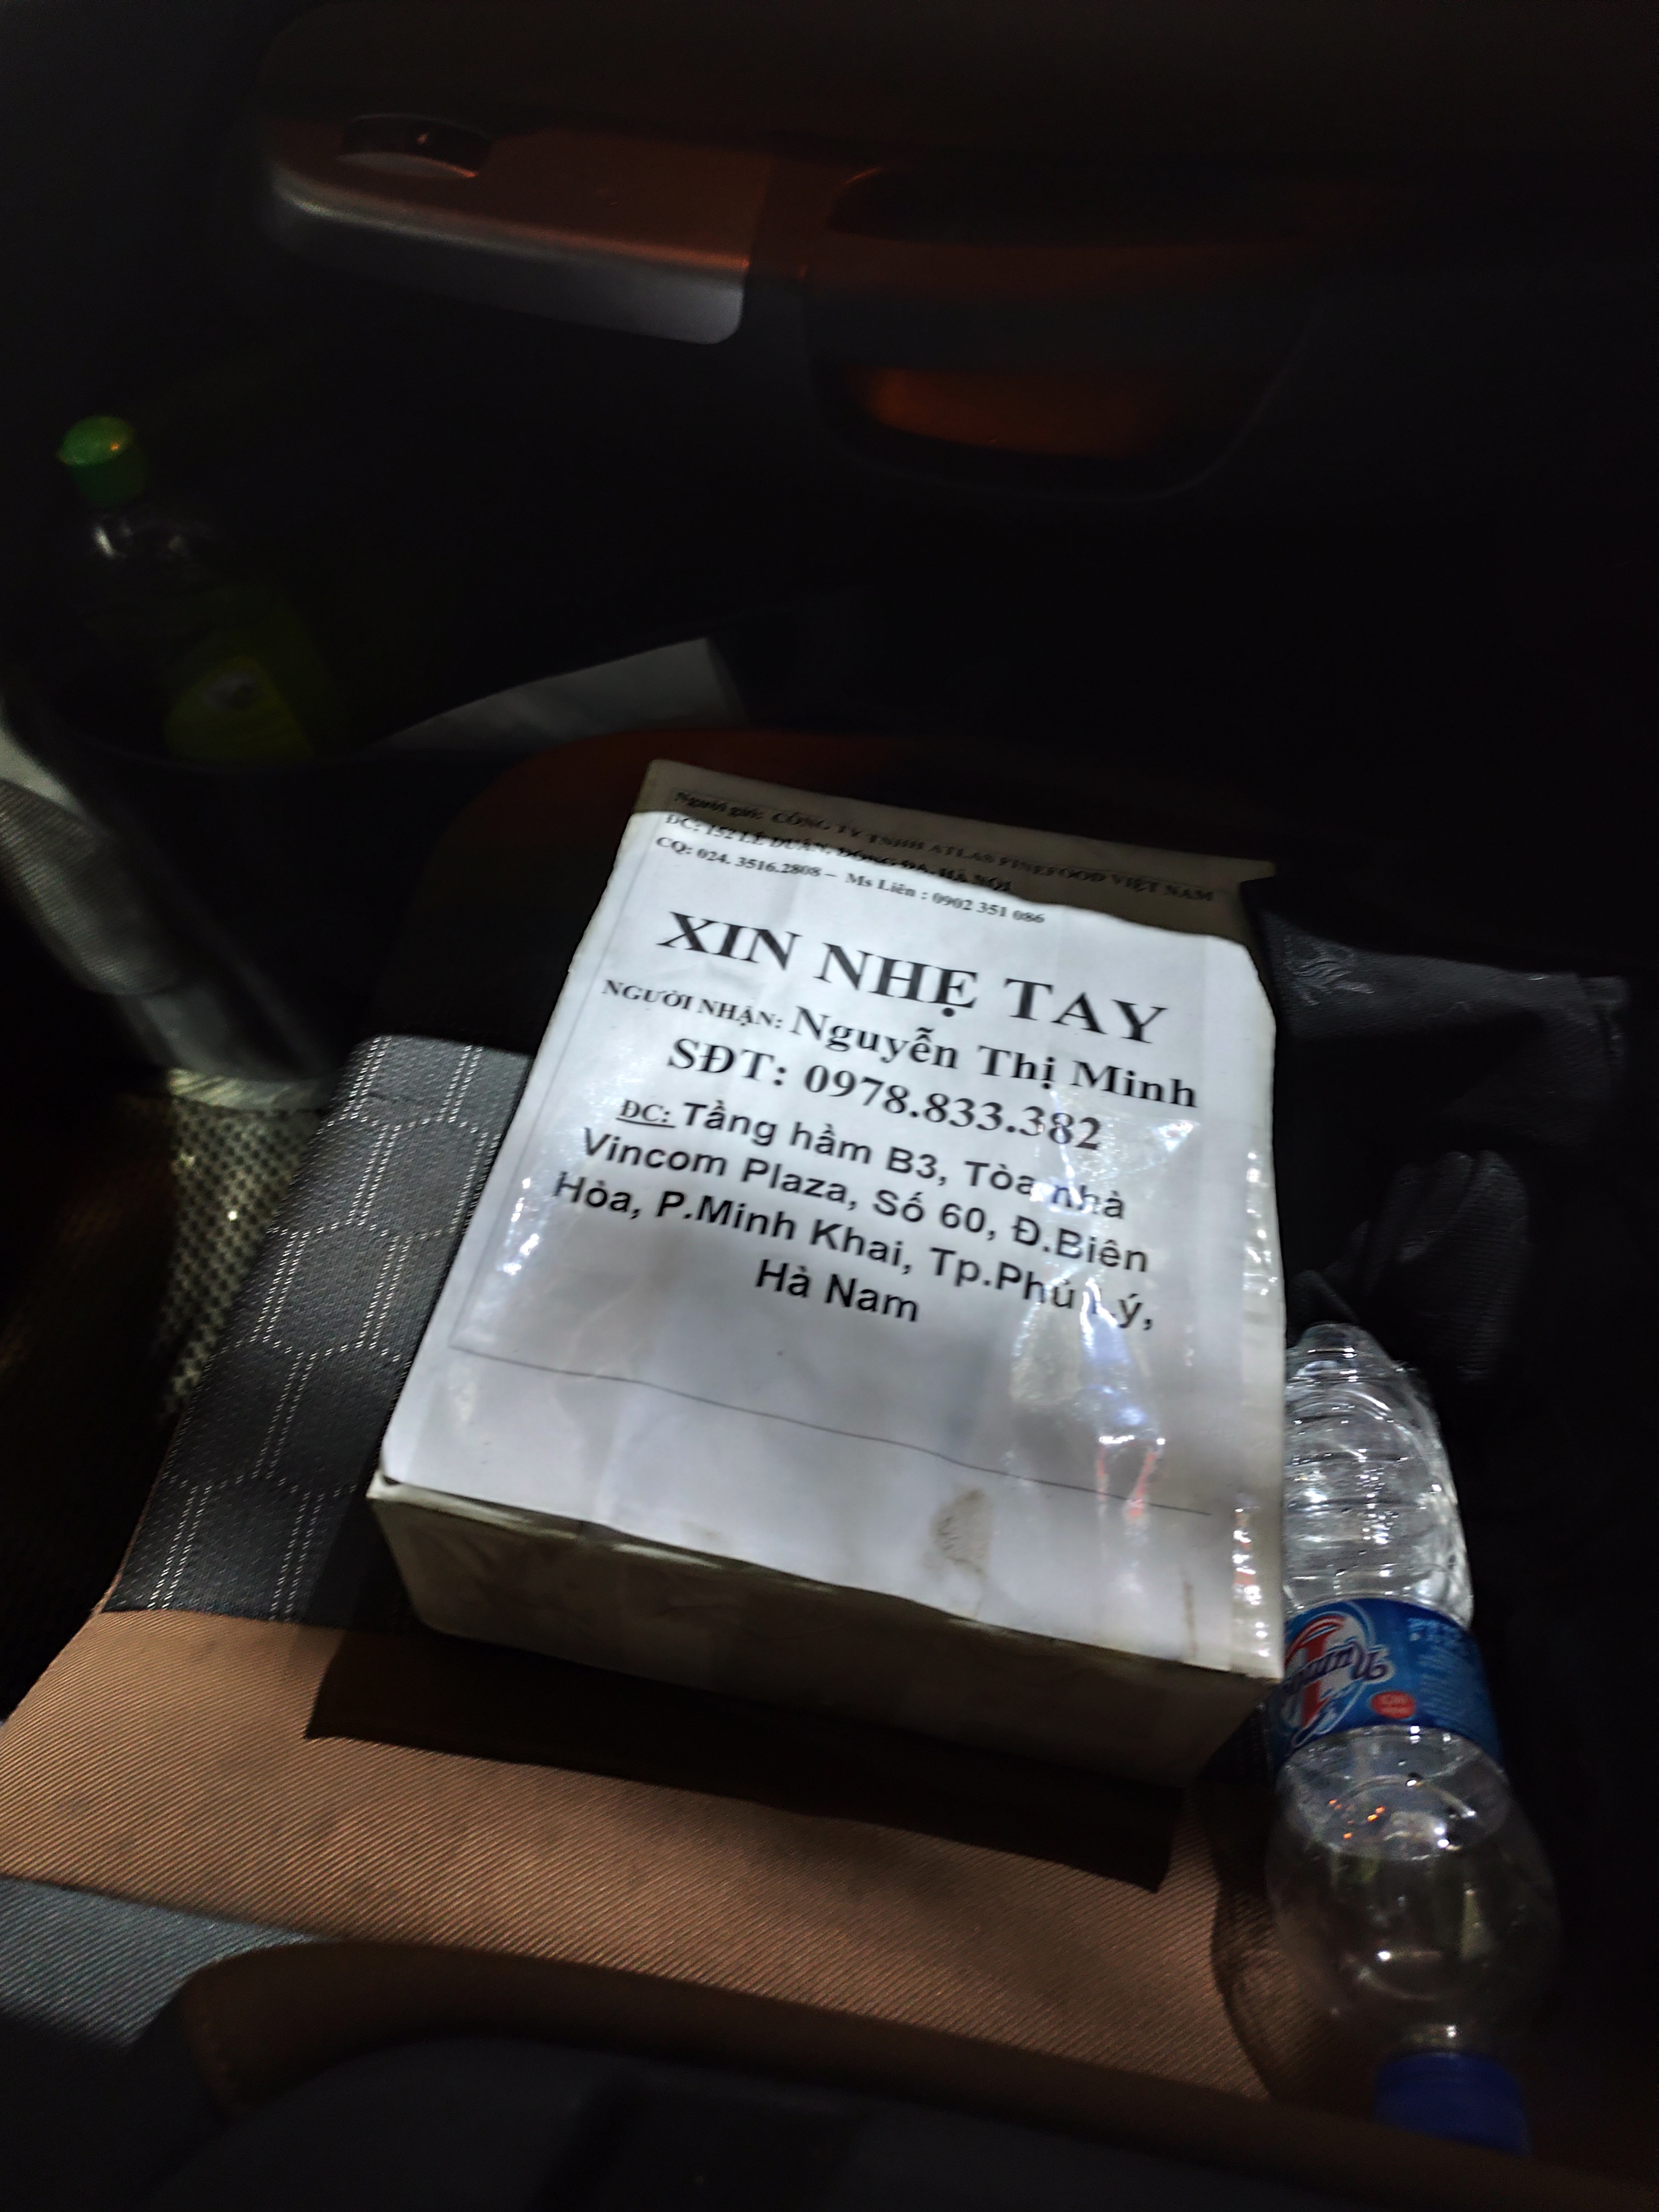 Người gửi: CÔNG TY TNHH ATLAS FINEFOOD VIỆT NAM
ĐC: 152 LÊ DUẨN, ĐỐNG ĐA, HÀ NỘI
CQ: 024. 3516.2808 – Ms Liên : 0902 351 086
XIN NHẸ TAY
NGƯỜI NHẬN: Nguyễn Thị Minh
SĐT: 0978.833.382
ĐC: Tầng hầm B3, Tòa nhà
Vincom Plaza, Số 60, Đ.Biên
Hòa, P.Minh Khai, Tp.Phủ Lý,
Hà Nam